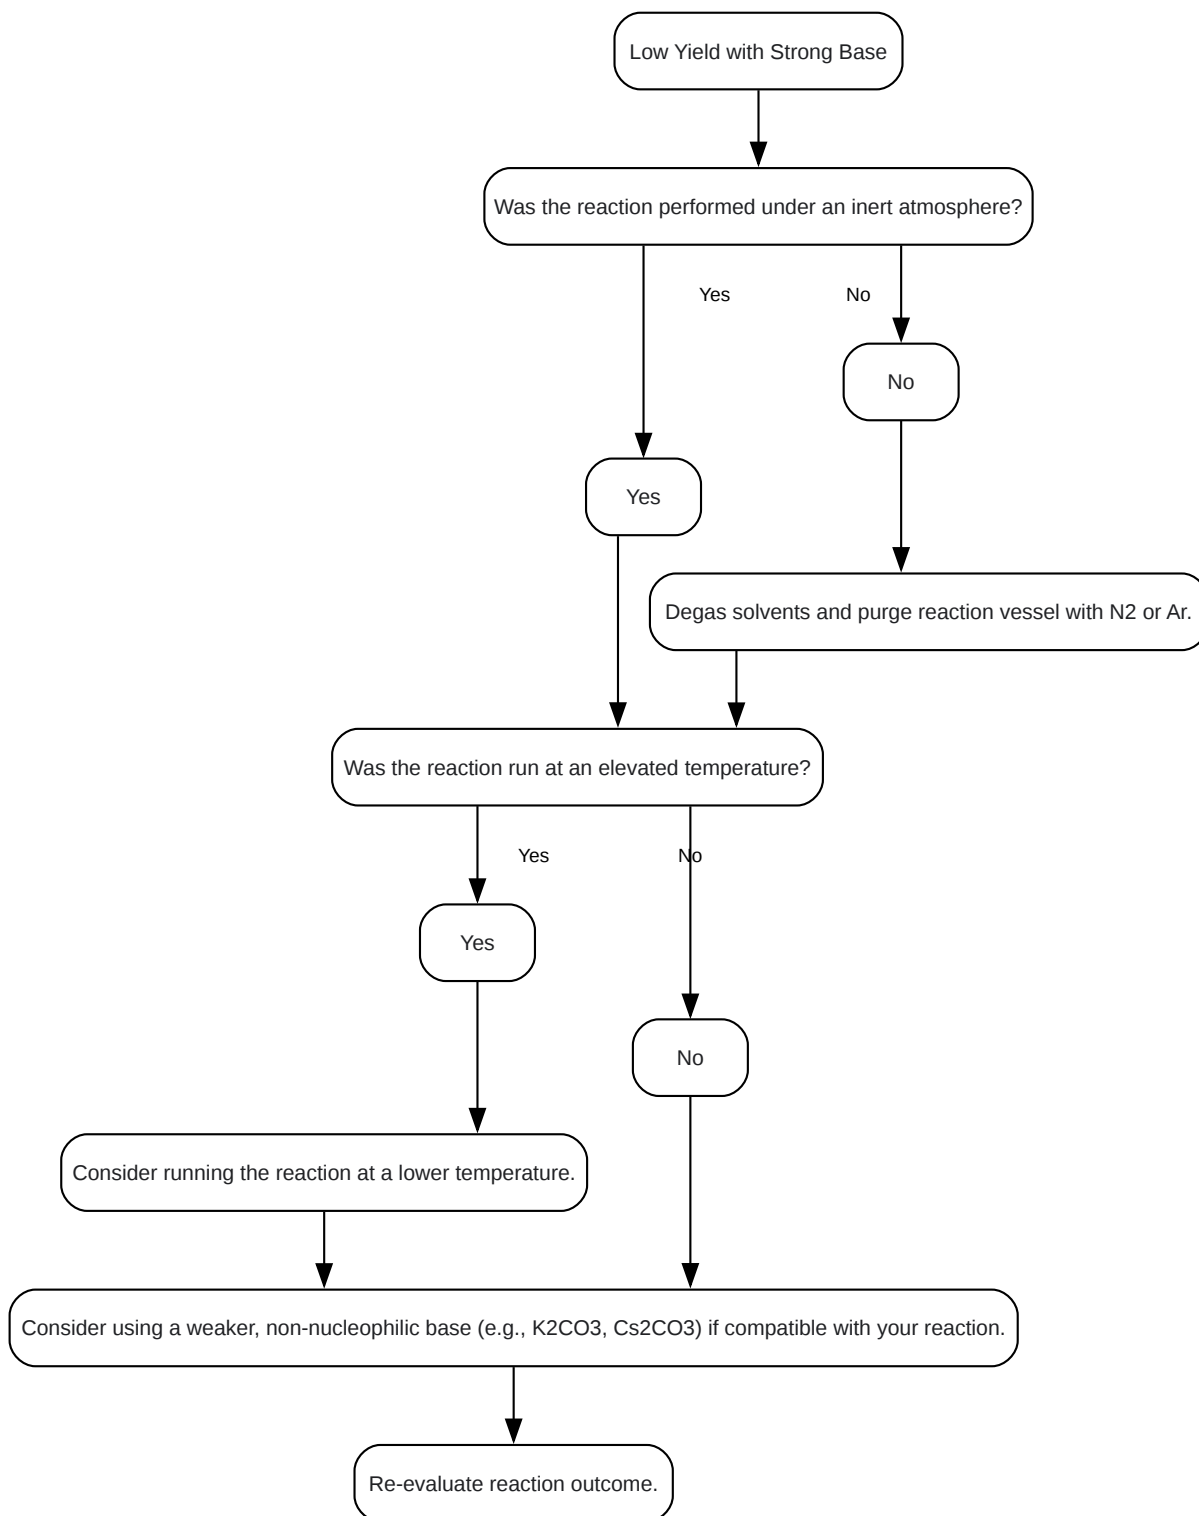 Low Yield with Strong Base
Was the reaction performed under an inert atmosphere?
Yes
No
No
Yes
Degas solvents and purge reaction vessel with N2 or Ar.
Was the reaction run at an elevated temperature?
Yes
No
Yes
No
Consider running the reaction at a lower temperature.
Consider using a weaker, non-nucleophilic base (e.g., K2CO3, Cs2CO3) if compatible with your reaction.
Re-evaluate reaction outcome.